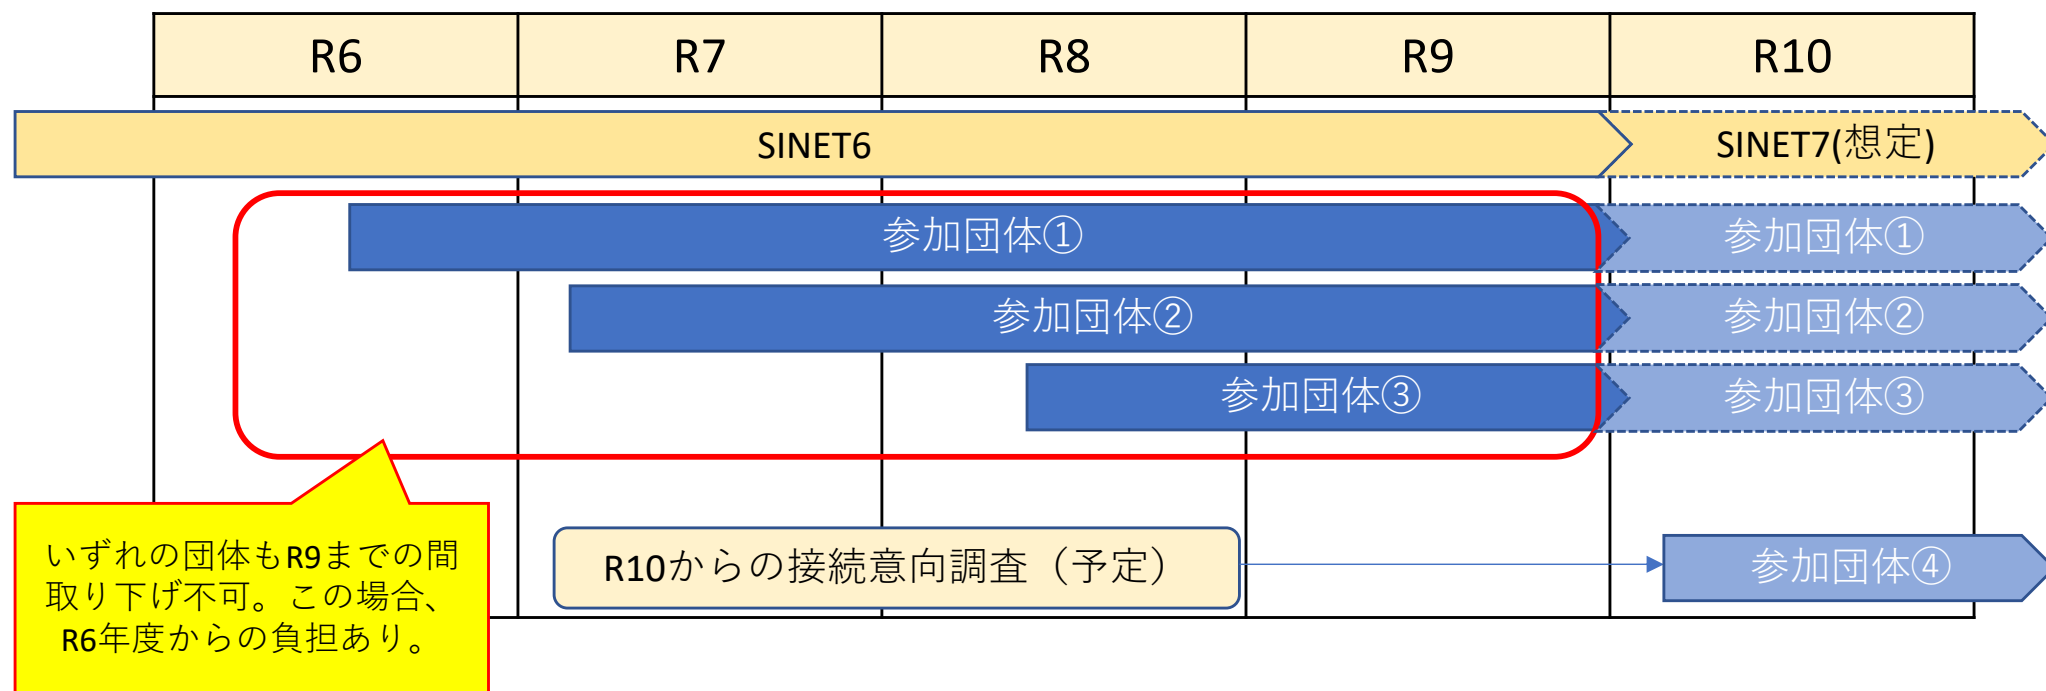 R6
R7
R8
R9
R10
SINET6
SINET7(想定)
参加団体①
参加団体①
参加団体②
参加団体②
参加団体③
参加団体③
いずれの団体もR9までの間
取り下げ不可。この場合、
R6年度からの負担あり。
R10からの接続意向調査（予定）
参加団体④